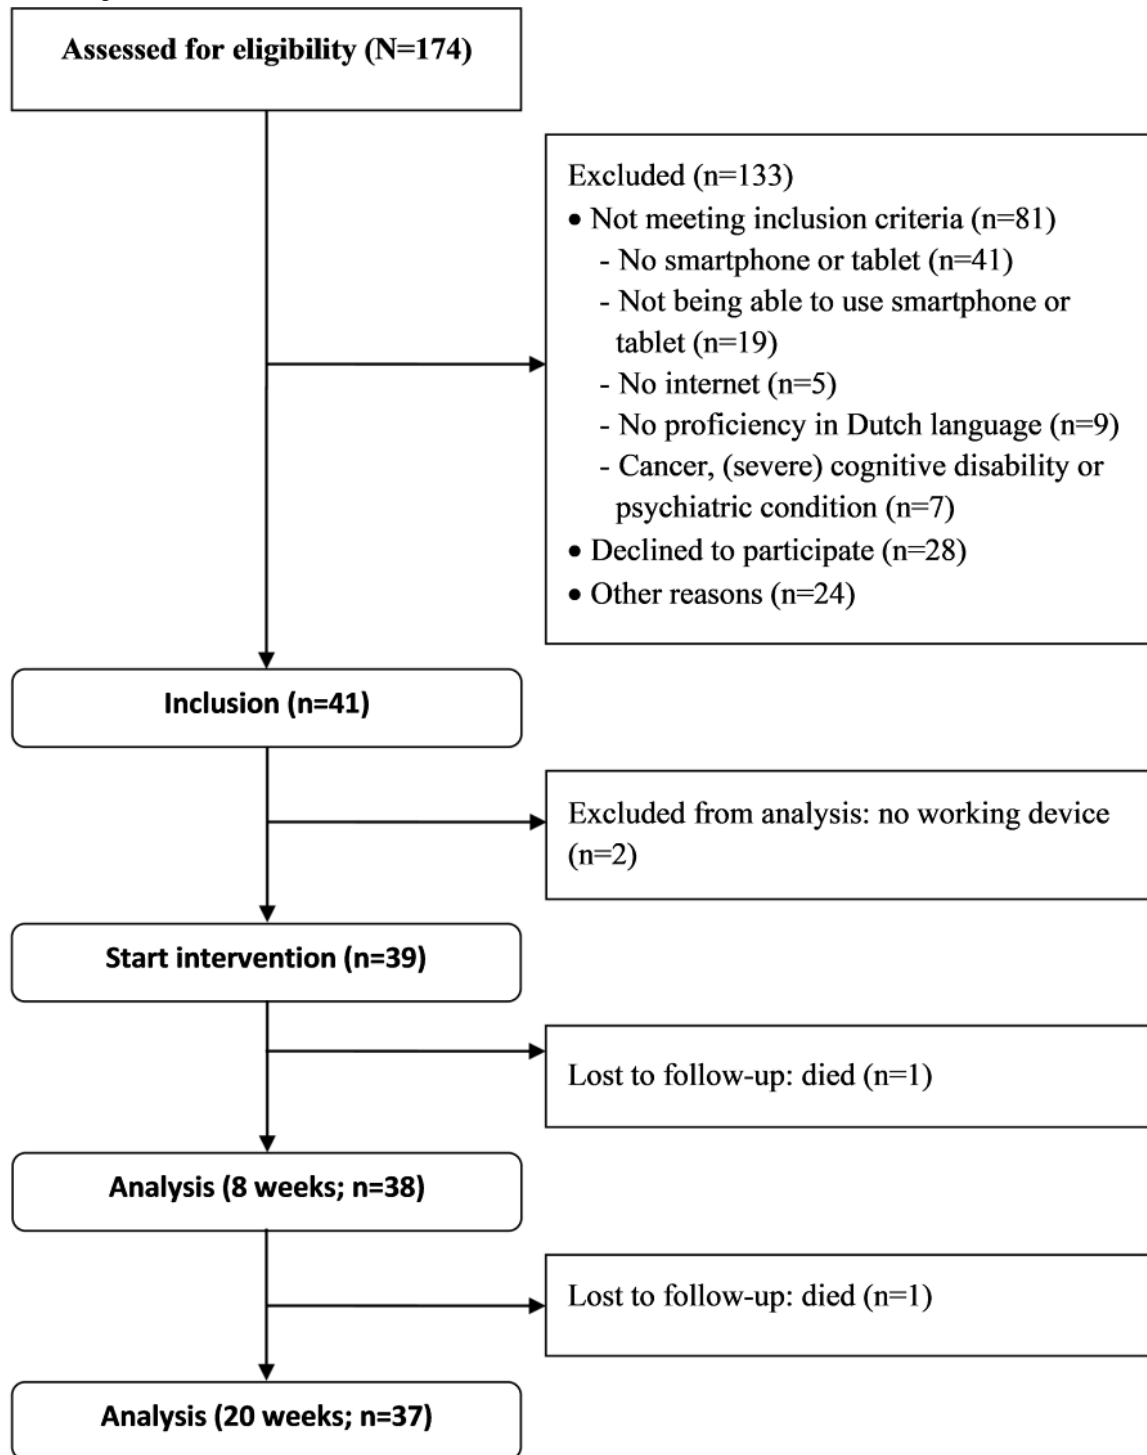 Assessed for eligibility (N=174)
Excluded (n=133)
• Not meeting inclusion criteria (n=81)
- No smartphone or tablet (n=41)
- Not being able to use smartphone or
tablet (n=19)
- No internet (n=5)
- No proficiency in Dutch language (n=9)
- Cancer, (severe) cognitive disability or
psychiatric condition (n=7)
• Declined to participate (n=28)
• Other reasons (n=24)
Inclusion (n=41)
Excluded from analysis: no working device
(n=2)
Start intervention (n=39)
Lost to follow-up: died (n=1)
Analysis (8 weeks; n=38)
Lost to follow-up: died (n=1)
Analysis (20 weeks; n=37)